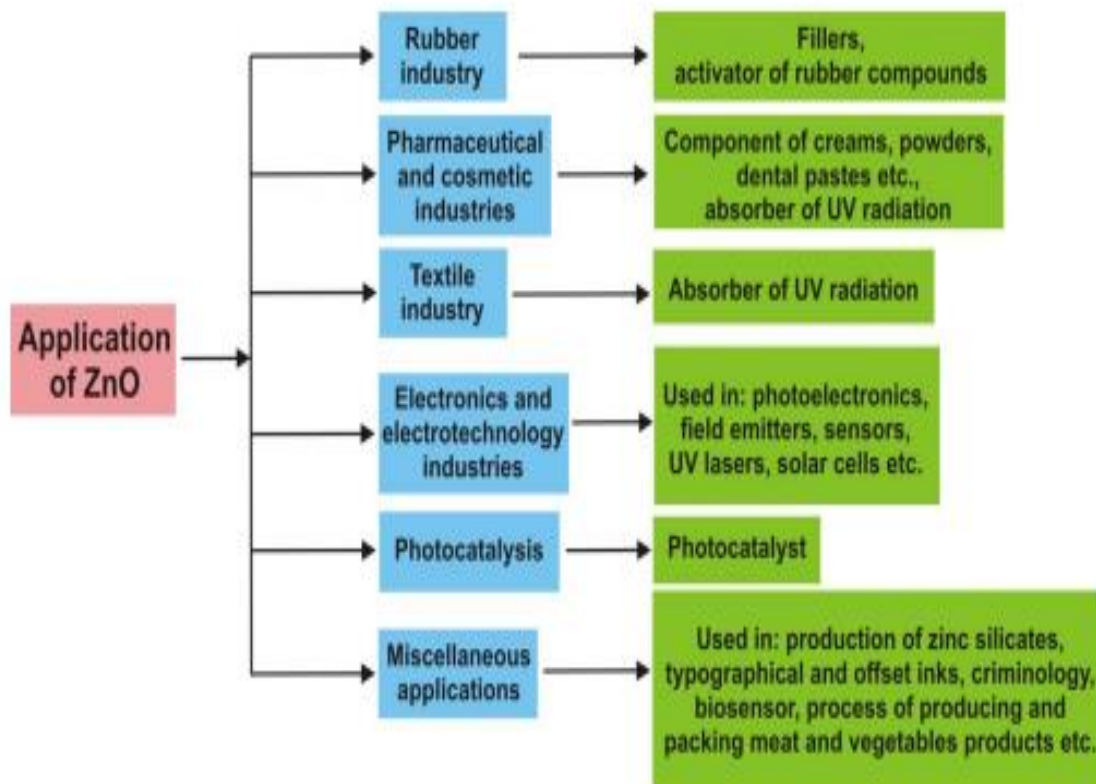 Application
of ZnO
Rubber
industry
Fillers,
activator of rubber compounds
Pharmaceutical
and cosmetic
industries
Component of creams, powders,
dental pastes etc.,
absorber of UV radiation
Textile
industry
Absorber of UV radiation
Electronics and
electrotechnology
industries
Used in: photoelectronics,
field emitters, sensors,
UV lasers, solar cells etc.
Photocatalysis
Photocatalyst
Miscellaneous
applications
Used in: production of zinc silicates,
typographical and offset inks, criminology,
biosensor, process of producing and
packing meat and vegetables products etc.